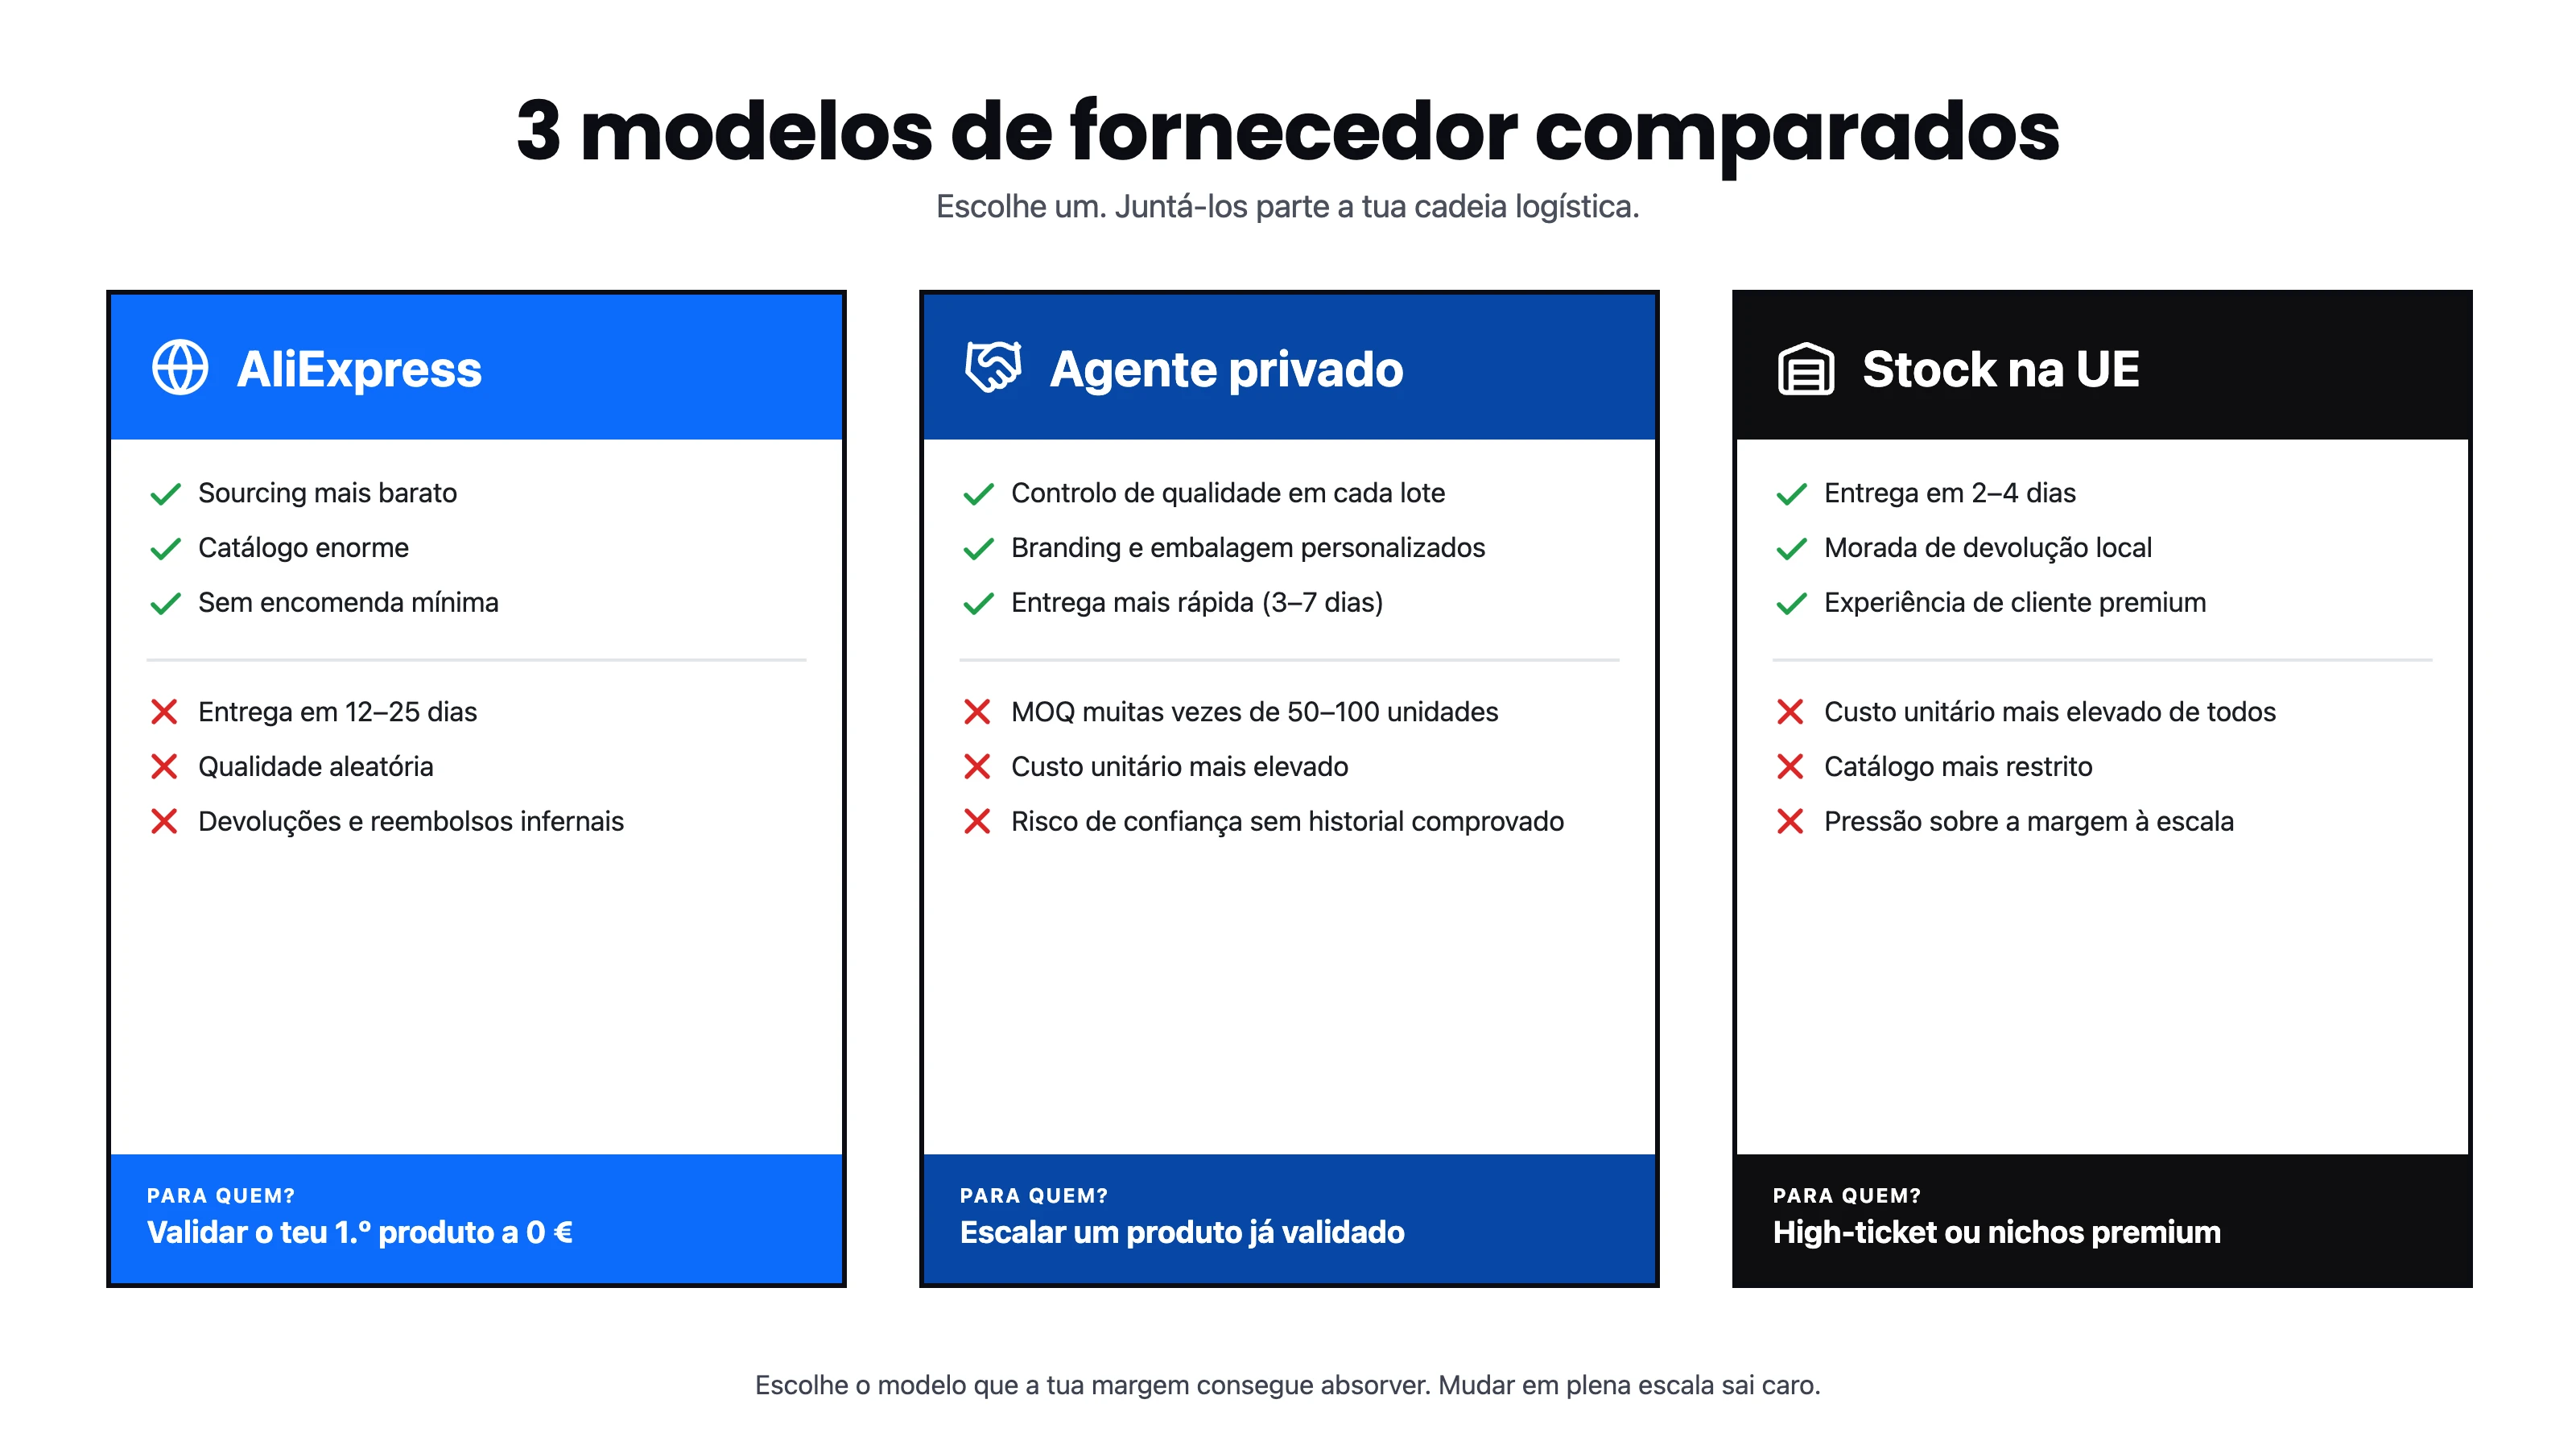 3 modelos de fornecedor comparados
Escolhe um. Juntá-los parte a tua cadeia logística.
AliExpress
Sourcing mais barato
Catálogo enorme
Sem encomenda mínima
Entrega em 12–25 dias
Qualidade aleatória
Devoluções e reembolsos infernais
PARA QUEM?
Validar o teu 1.º produto a 0 €
Agente privado
Controlo de qualidade em cada lote
Branding e embalagem personalizados
Entrega mais rápida (3–7 dias)
MOQ muitas vezes de 50–100 unidades
Custo unitário mais elevado
Risco de confiança sem historial comprovado
PARA QUEM?
Escalar um produto já validado
Stock na UE
Entrega em 2–4 dias
Morada de devolução local
Experiência de cliente premium
Custo unitário mais elevado de todos
Catálogo mais restrito
Pressão sobre a margem à escala
PARA QUEM?
High-ticket ou nichos premium
Escolhe o modelo que a tua margem consegue absorver. Mudar em plena escala sai caro.